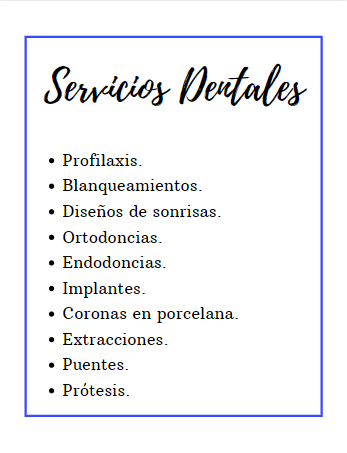 Servicios Dentales
• Profilaxis.
• Blanqueamientos.
• Diseños de sonrisas.
• Ortodoncias.
• Endodoncias.
• Implantes.
• Coronas en porcelana.
• Extracciones.
• Puentes.
• Prótesis.